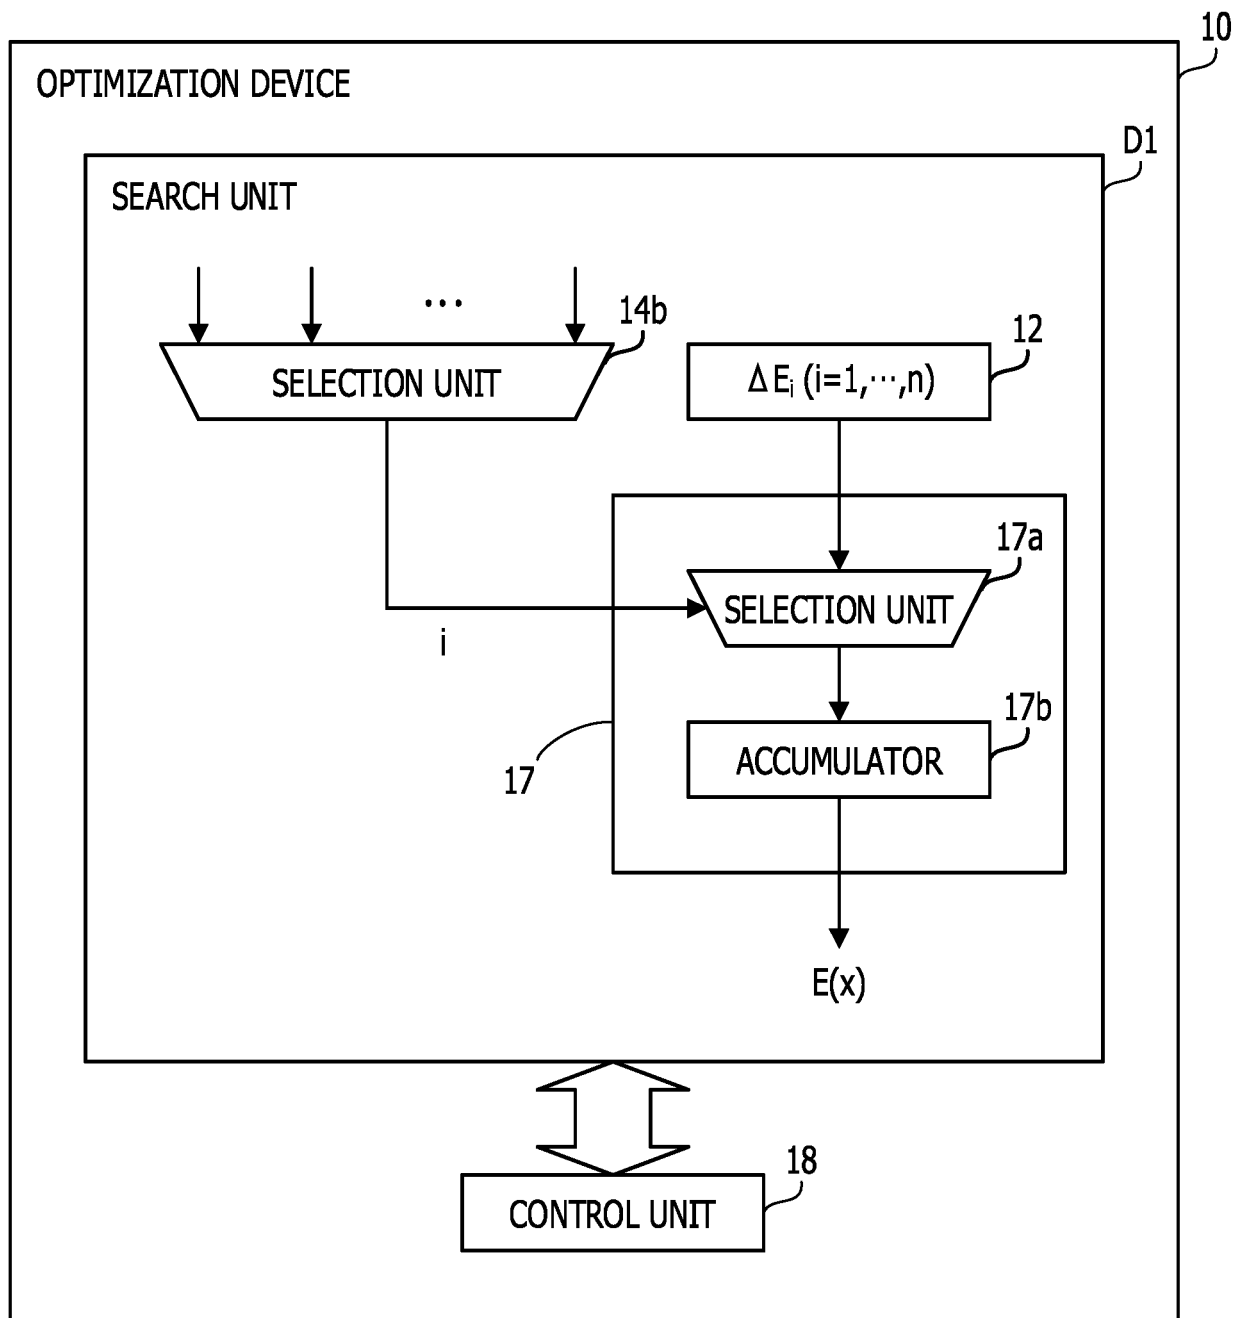 10
OPTIMIZATION DEVICE
D1
SEARCH UNIT
...
14b
12
SELECTION UNIT
ΔEᵢ (i=1,⋯,n)
17a
SELECTION UNIT
i
17b
17
ACCUMULATOR
E(x)
18
CONTROL UNIT